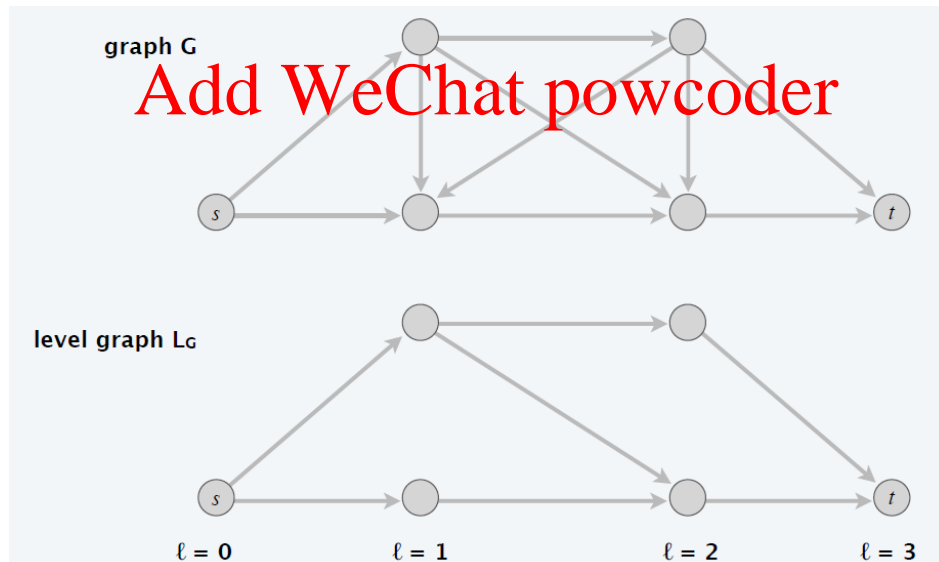 graph G
Add WeChat powcoder
s
t
level graph LG
s
t
ℓ = 0 ℓ = 1 ℓ = 2 ℓ = 3